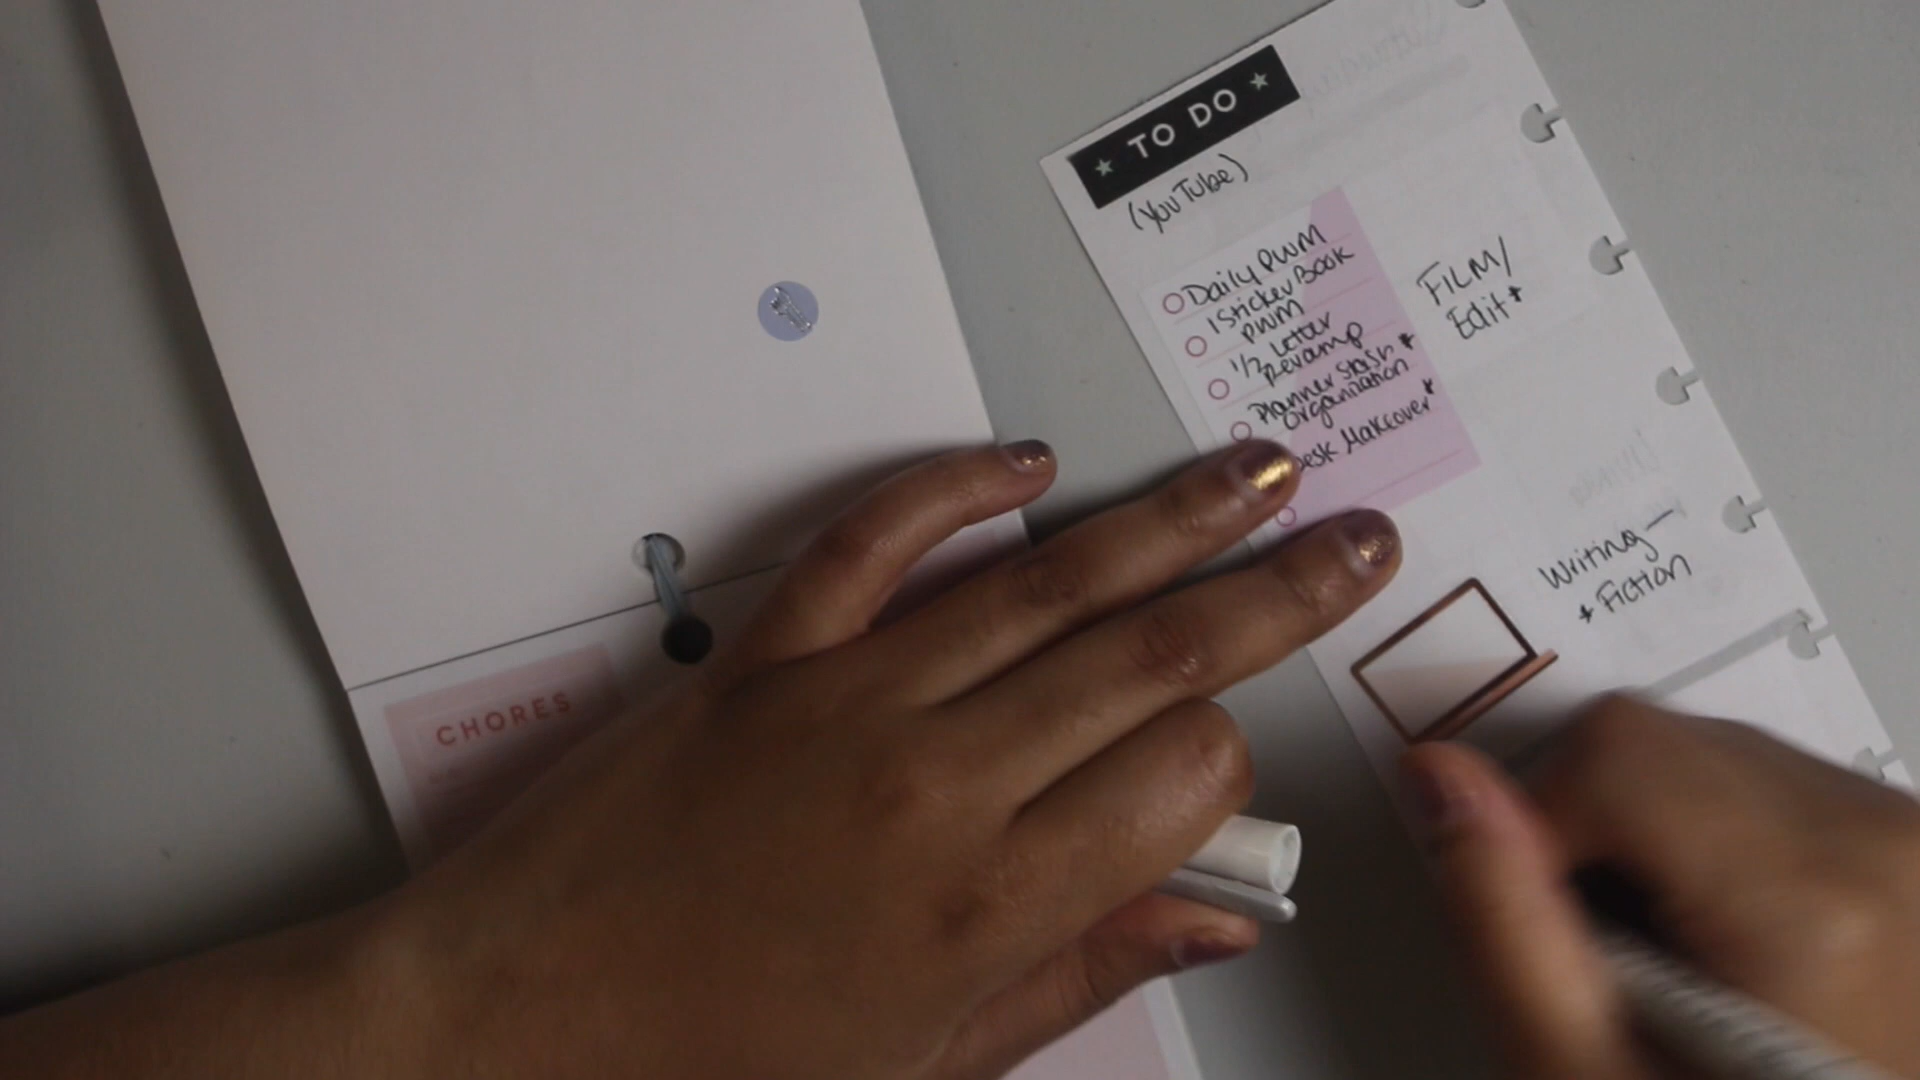 ★ TO DO ★
(YouTube)
Daily PWM
1 Sticker Book
PWM
1/2 Letter
Revamp
Planner Stash *
Organization
Desk Makeover*
FILM/
Edit*
Writing —
* Fiction
CHORES